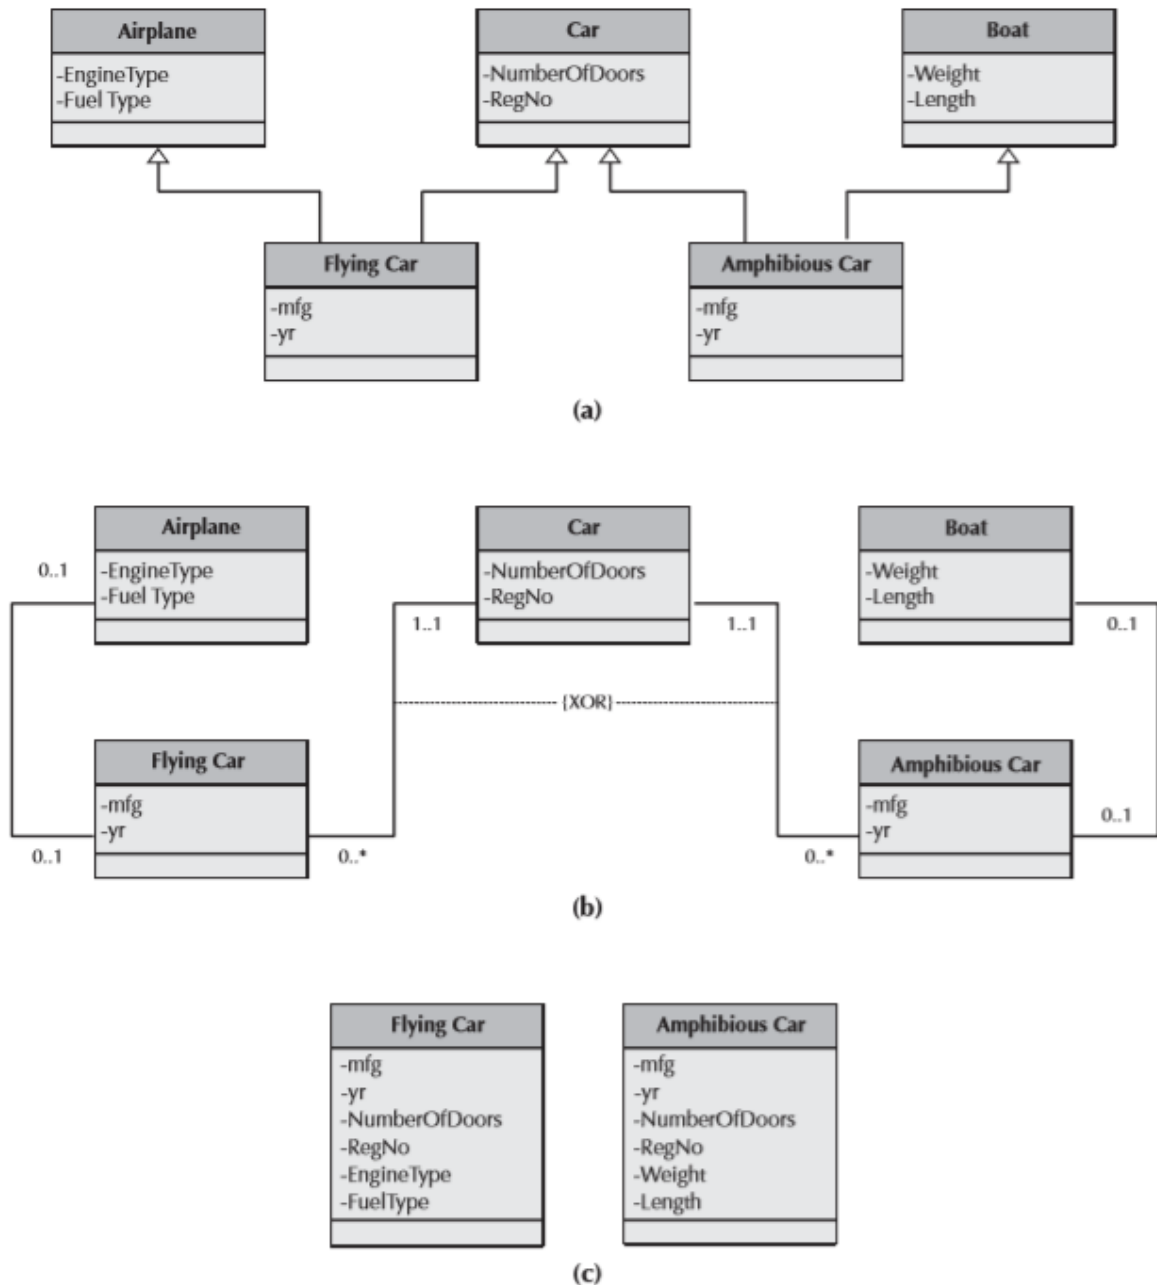 Airplane
-EngineType
-Fuel Type
Car
-NumberOfDoors
-RegNo
Boat
-Weight
-Length
Flying Car
-mfg
-yr
Amphibious Car
-mfg
-yr
(a)
Airplane
-EngineType
-Fuel Type
0..1
Car
-NumberOfDoors
-RegNo
1..1
1..1
Boat
-Weight
-Length
0..1
{XOR}
Flying Car
-mfg
-yr
0..1
0..*
Amphibious Car
-mfg
-yr
0..*
0..1
(b)
Flying Car
-mfg
-yr
-NumberOfDoors
-RegNo
-EngineType
-FuelType
Amphibious Car
-mfg
-yr
-NumberOfDoors
-RegNo
-Weight
-Length
(c)